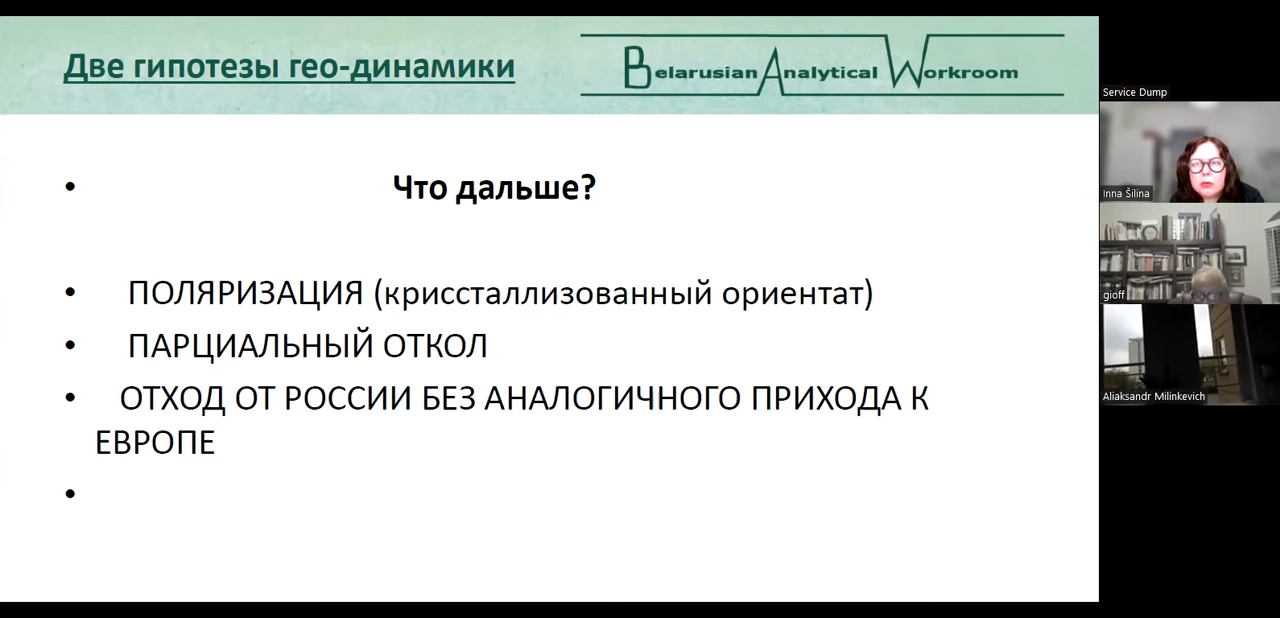 Две гипотезы гео-динамики
Belarusian Analytical Workroom
Что дальше?
ПОЛЯРИЗАЦИЯ (крисcталлизованный ориентат)
ПАРЦИАЛЬНЫЙ ОТКОЛ
ОТХОД ОТ РОССИИ БЕЗ АНАЛОГИЧНОГО ПРИХОДА К
ЕВРОПЕ
Service Dump
Inna Šilina
gioff
Aliaksandr Milinkevich